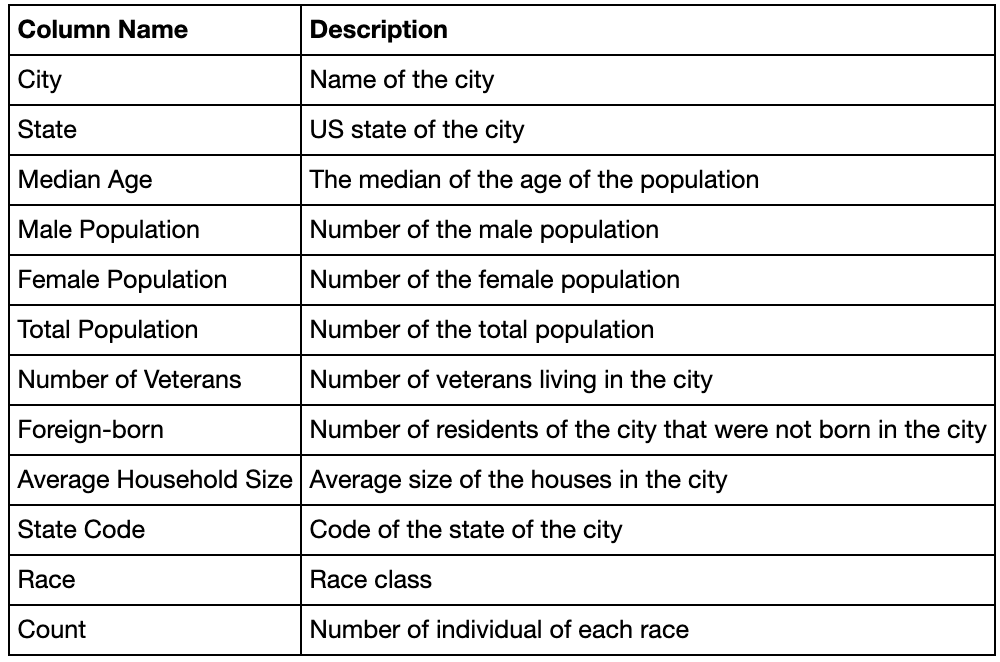 Column Name Description
City Name of the city
State US state of the city
Median Age The median of the age of the population
Male Population Number of the male population
Female Population Number of the female population
Total Population Number of the total population
Number of Veterans Number of veterans living in the city
Foreign-born Number of residents of the city that were not born in the city
Average Household Size Average size of the houses in the city
State Code Code of the state of the city
Race Race class
Count Number of individual of each race